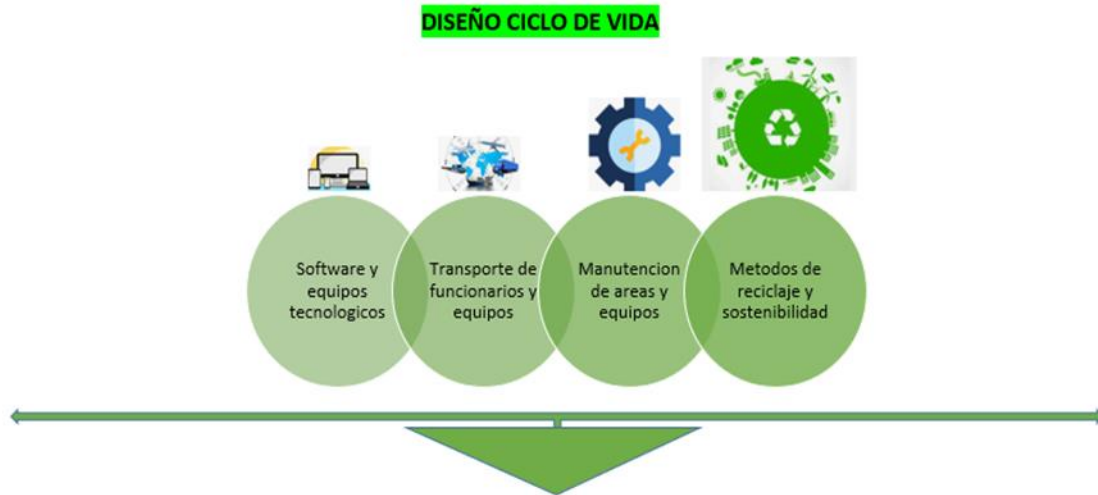 DISEÑO CICLO DE VIDA
Software y
equipos
tecnologicos
Transporte de
funcionarios y
equipos
Manutencion
de areas y
equipos
Metodos de
reciclaje y
sostenibilidad